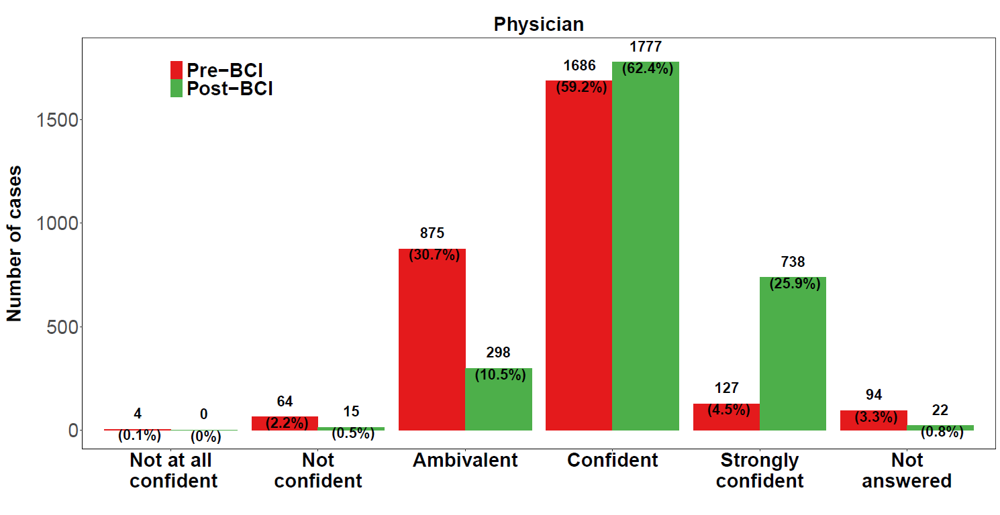 Physician
Pre−BCI
Post−BCI
Number of cases
1500
1000
500
0
4
(0.1%)
0
(0%)
64
(2.2%)
15
(0.5%)
875
(30.7%)
298
(10.5%)
1686
(59.2%)
1777
(62.4%)
127
(4.5%)
738
(25.9%)
94
(3.3%)
22
(0.8%)
Not at all
confident
Not
confident
Ambivalent
Confident
Strongly
confident
Not
answered